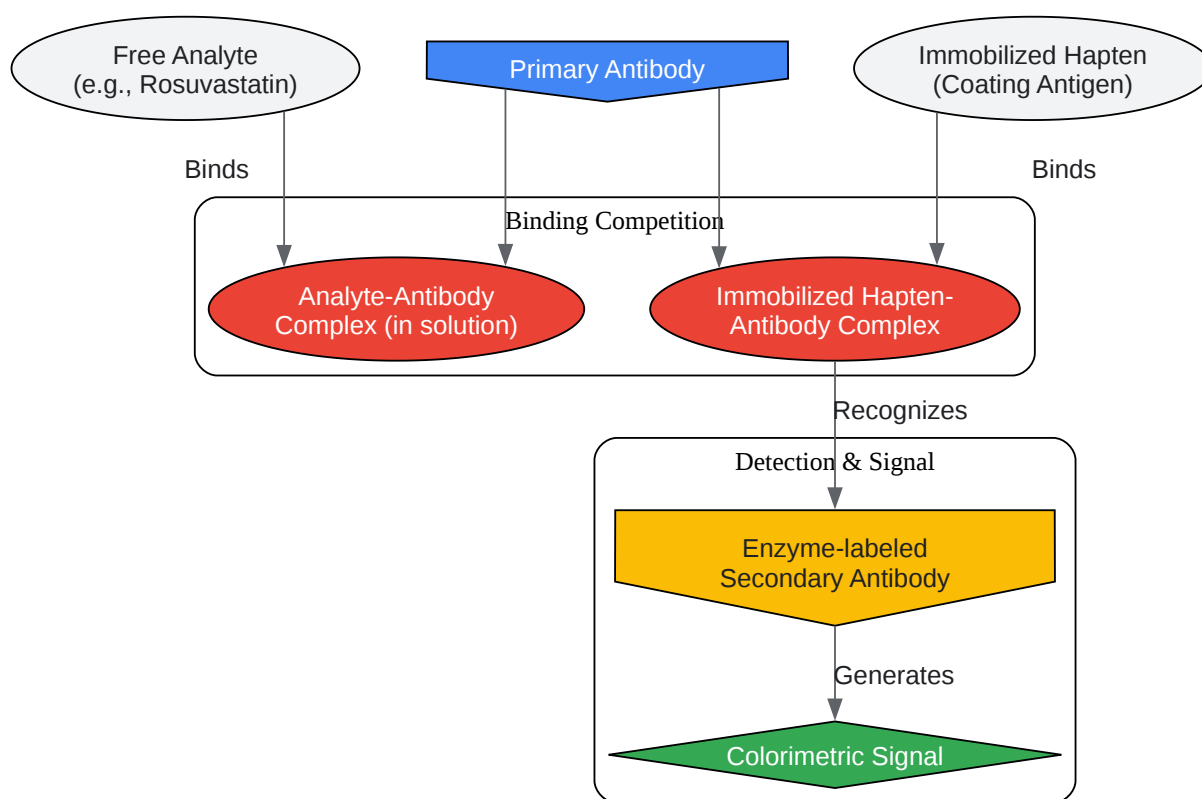 Free Analyte
(e.g., Rosuvastatin)
Primary Antibody
Immobilized Hapten
(Coating Antigen)
Binds
Binds
Binding Competition
Analyte-Antibody
Complex (in solution)
Immobilized Hapten-
Antibody Complex
Recognizes
Detection & Signal
Enzyme-labeled
Secondary Antibody
Generates
Colorimetric Signal